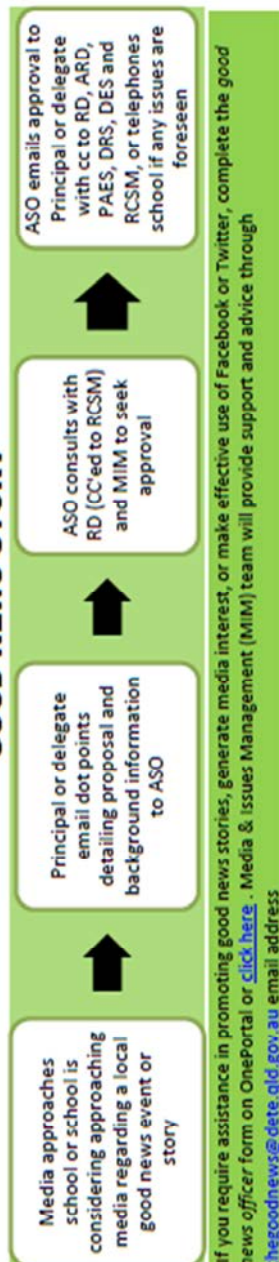 Media approaches
school or school is
considering approaching
media regarding a local
good news event or
story
Principal or delegate
email dot points
detailing proposal and
background information
to ASO
ASO consults with
RD (CC'ed to RCSM)
and MIM to seek
approval
ASO emails approval to
Principal or delegate
with cc to RD, ARD,
PAES, DRS, DES and
RCSM, or telephones
school if any issues are
foreseen
If you require assistance in promoting good news stories, generate media interest, or make effective use of Facebook or Twitter, complete the good
news officer form on OnePortal or click here . Media & Issues Management (MIM) team will provide support and advice through
thegoodnews@dete.qld.gov.au email address